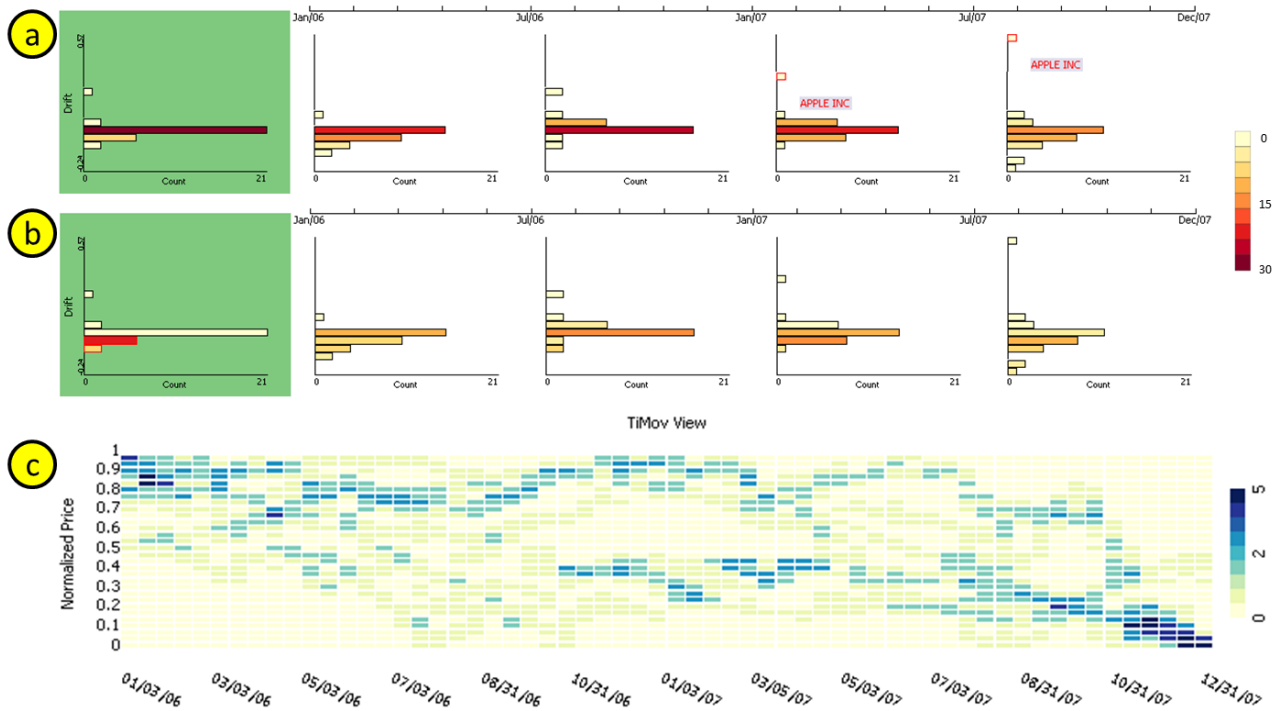 a
Jan/06 Jul/06 Jan/07 Jul/07 Dec/07
0.57
Drift
-0.24
APPLE INC
APPLE INC
0 Count 21
0 Count 21
0 Count 21
0 Count 21
0 Count 21
0
15
30
b
Jan/06 Jul/06 Jan/07 Jul/07 Dec/07
0.57
Drift
-0.24
0 Count 21
0 Count 21
0 Count 21
0 Count 21
0 Count 21
TiMov View
c
Normalized Price
1
0.9
0.8
0.7
0.6
0.5
0.4
0.3
0.2
0.1
0
5
2
0
01/03/06 03/03/06 05/03/06 07/03/06 08/31/06 10/31/06 01/03/07 03/05/07 05/03/07 07/03/07 08/31/07 10/31/07 12/31/07